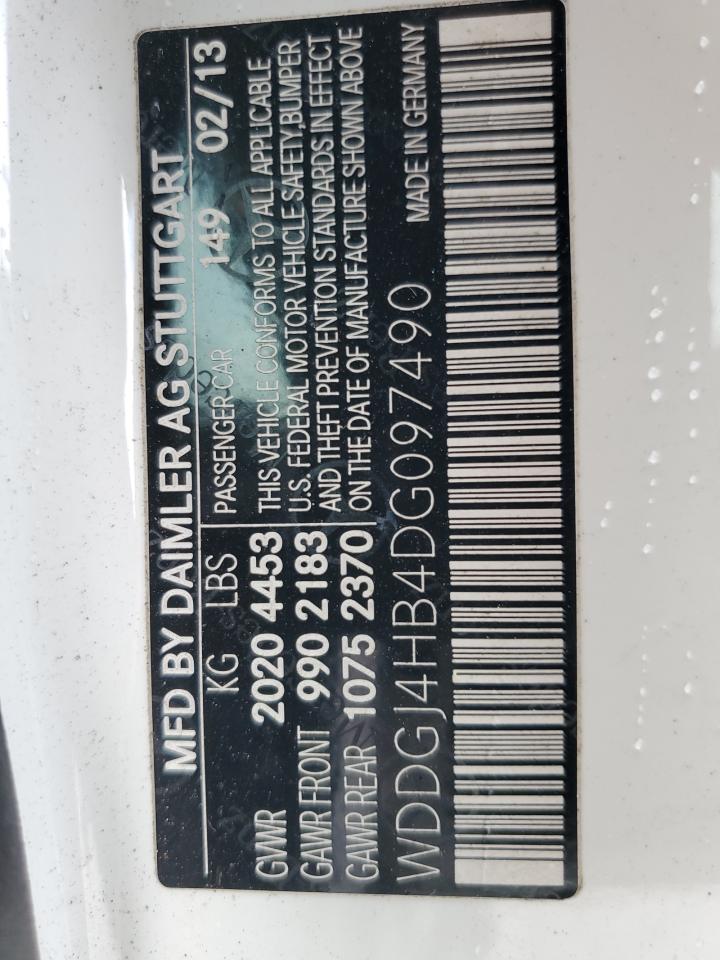 MFD BY DAIMLER AG STUTTGART
KG LBS PASSENGER CAR 149 02/13
GVWR 2020 4453 THIS VEHICLE CONFORMS TO ALL APPLICABLE
GAWR FRONT 990 2183 U.S. FEDERAL MOTOR VEHICLE SAFETY,BUMPER
GAWR REAR 1075 2370 AND THEFT PREVENTION STANDARDS IN EFFECT
ON THE DATE OF MANUFACTURE SHOWN ABOVE
WDDGJ4HB4DG097490 MADE IN GERMANY